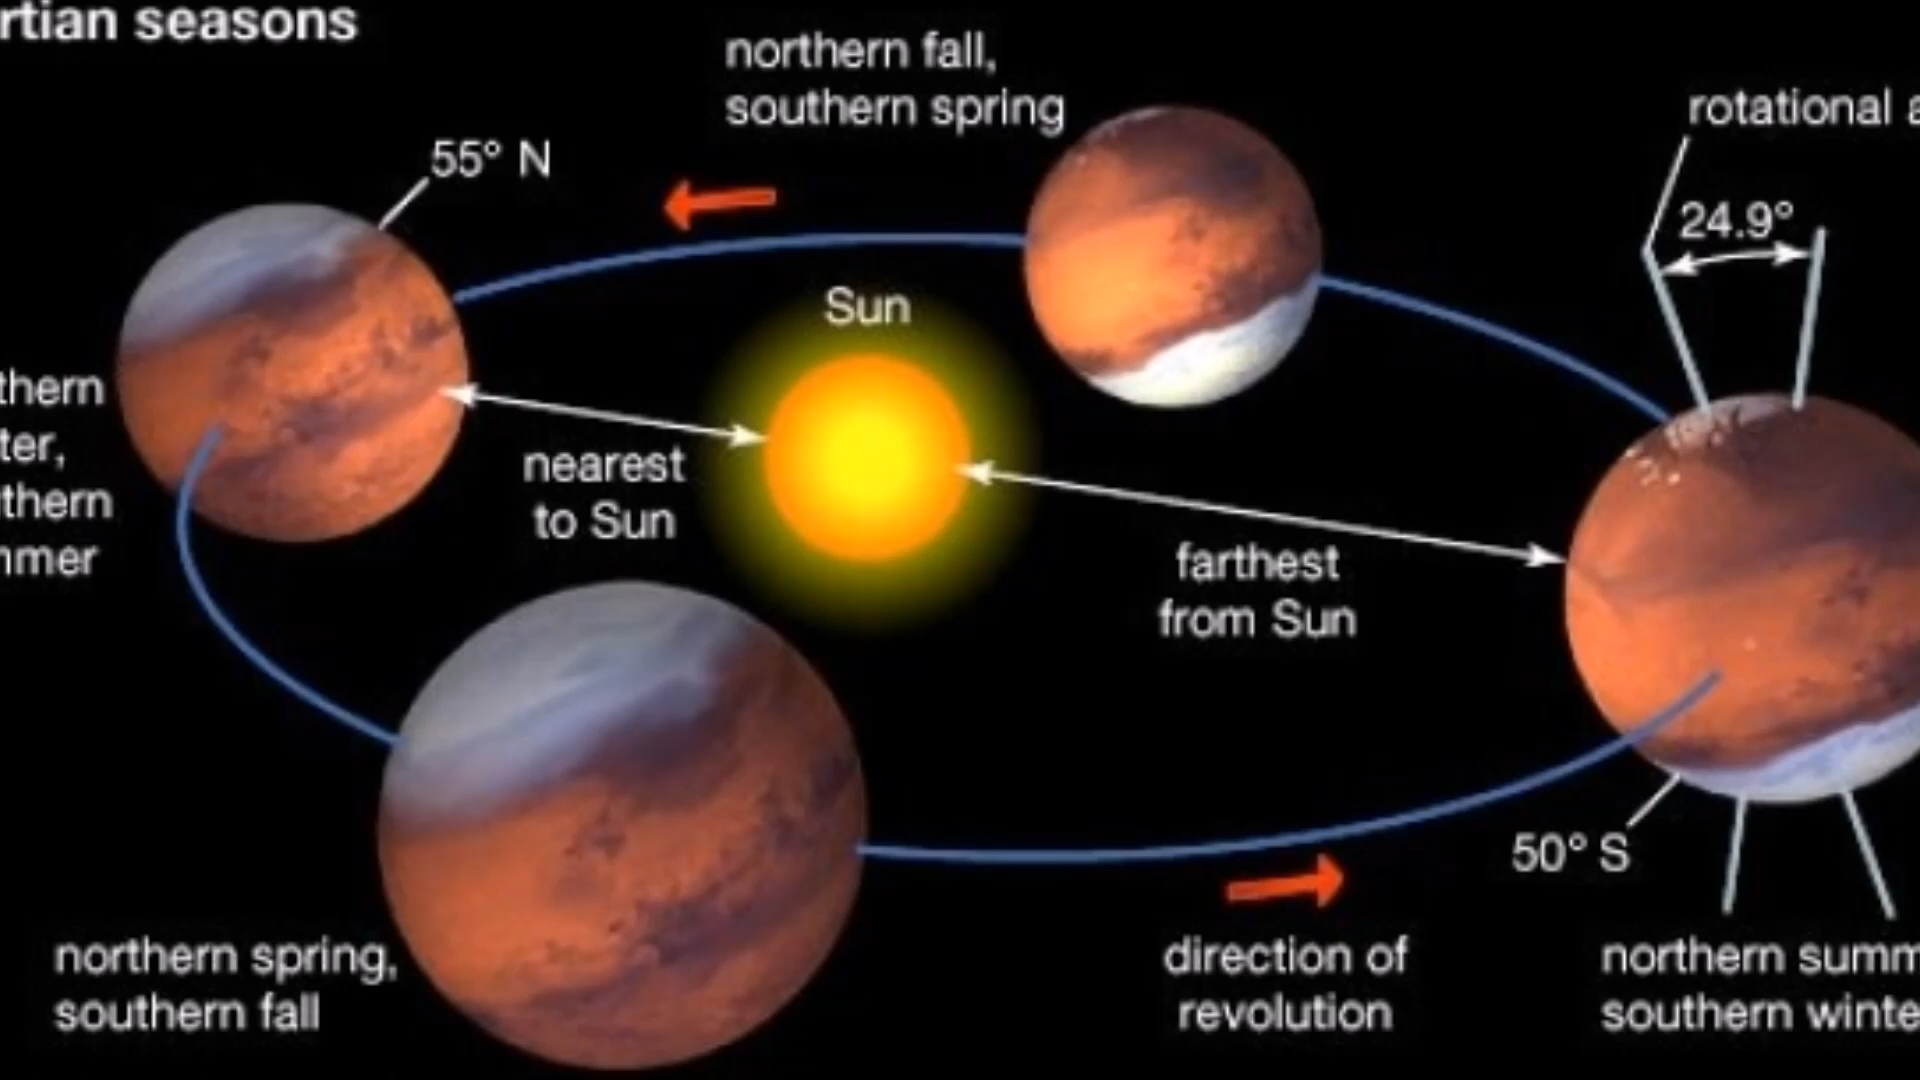 rtian seasons
northern fall,
southern spring
rotational a
55° N
24.9°
Sun
thern
ter,
thern
mmer
nearest
to Sun
farthest
from Sun
50° S
northern spring,
southern fall
direction of
revolution
northern summ
southern winte